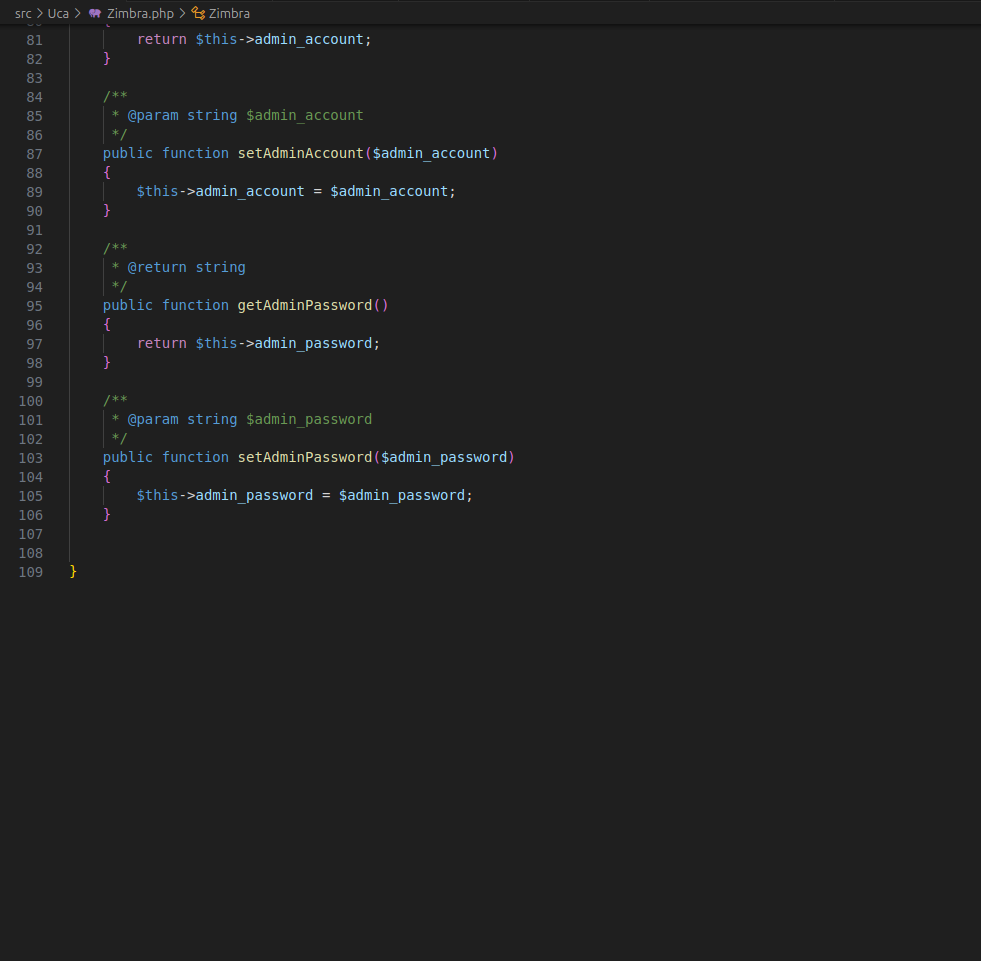 src > Uca > Zimbra.php > Zimbra
81 return $this->admin_account;
82 }
83
84 /**
85 * @param string $admin_account
86 */
87 public function setAdminAccount($admin_account)
88 {
89 $this->admin_account = $admin_account;
90 }
91
92 /**
93 * @return string
94 */
95 public function getAdminPassword()
96 {
97 return $this->admin_password;
98 }
99
100 /**
101 * @param string $admin_password
102 */
103 public function setAdminPassword($admin_password)
104 {
105 $this->admin_password = $admin_password;
106 }
107
108
109 }